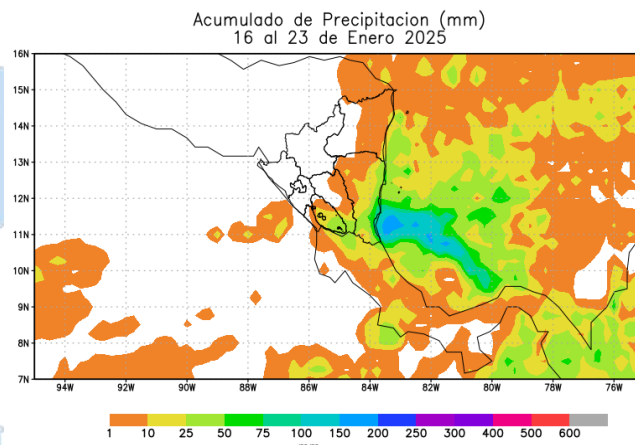 Acumulado de Precipitacion (mm)
16 al 23 de Enero 2025
16N
15N
14N
13N
12N
11N
10N
9N
8N
7N
94W 92W 90W 88W 86W 84W 82W 80W 78W 76W
1 10 25 50 75 100 150 200 250 300 400 500 600